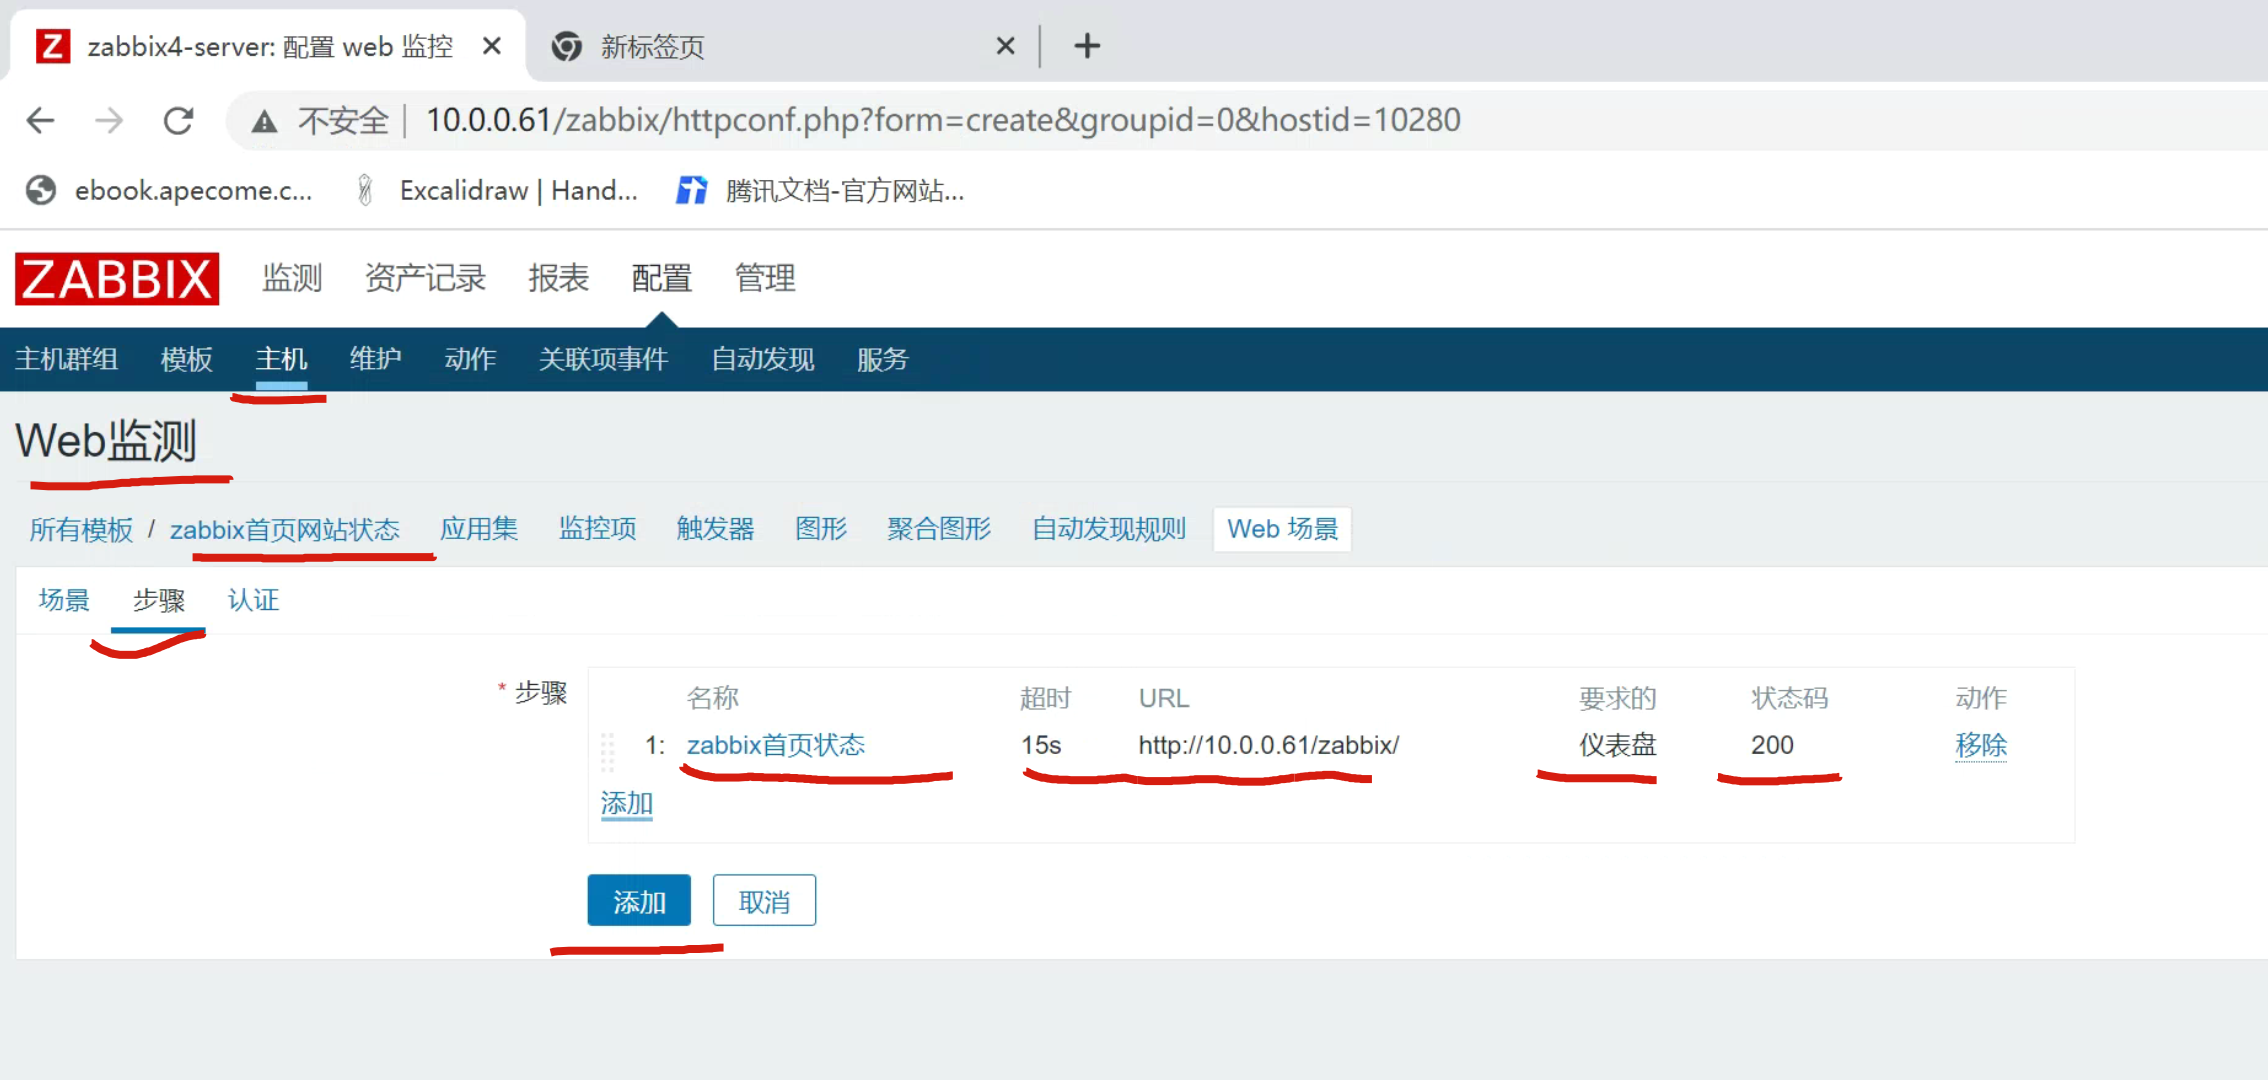 Z zabbix4-server: 配置 web 监控 新标签页
不安全 10.0.0.61/zabbix/httpconf.php?form=create&groupid=0&hostid=10280
ebook.apecome.c... Excalidraw | Hand... 腾讯文档-官方网站...
ZABBIX 监测 资产记录 报表 配置 管理
主机群组 模板 主机 维护 动作 关联项事件 自动发现 服务
Web监测
所有模板 / zabbix首页网站状态 应用集 监控项 触发器 图形 聚合图形 自动发现规则 Web 场景
场景 步骤 认证
* 步骤 名称 超时 URL 要求的 状态码 动作
1: zabbix首页状态 15s http://10.0.0.61/zabbix/ 仪表盘 200 移除
添加
添加 取消